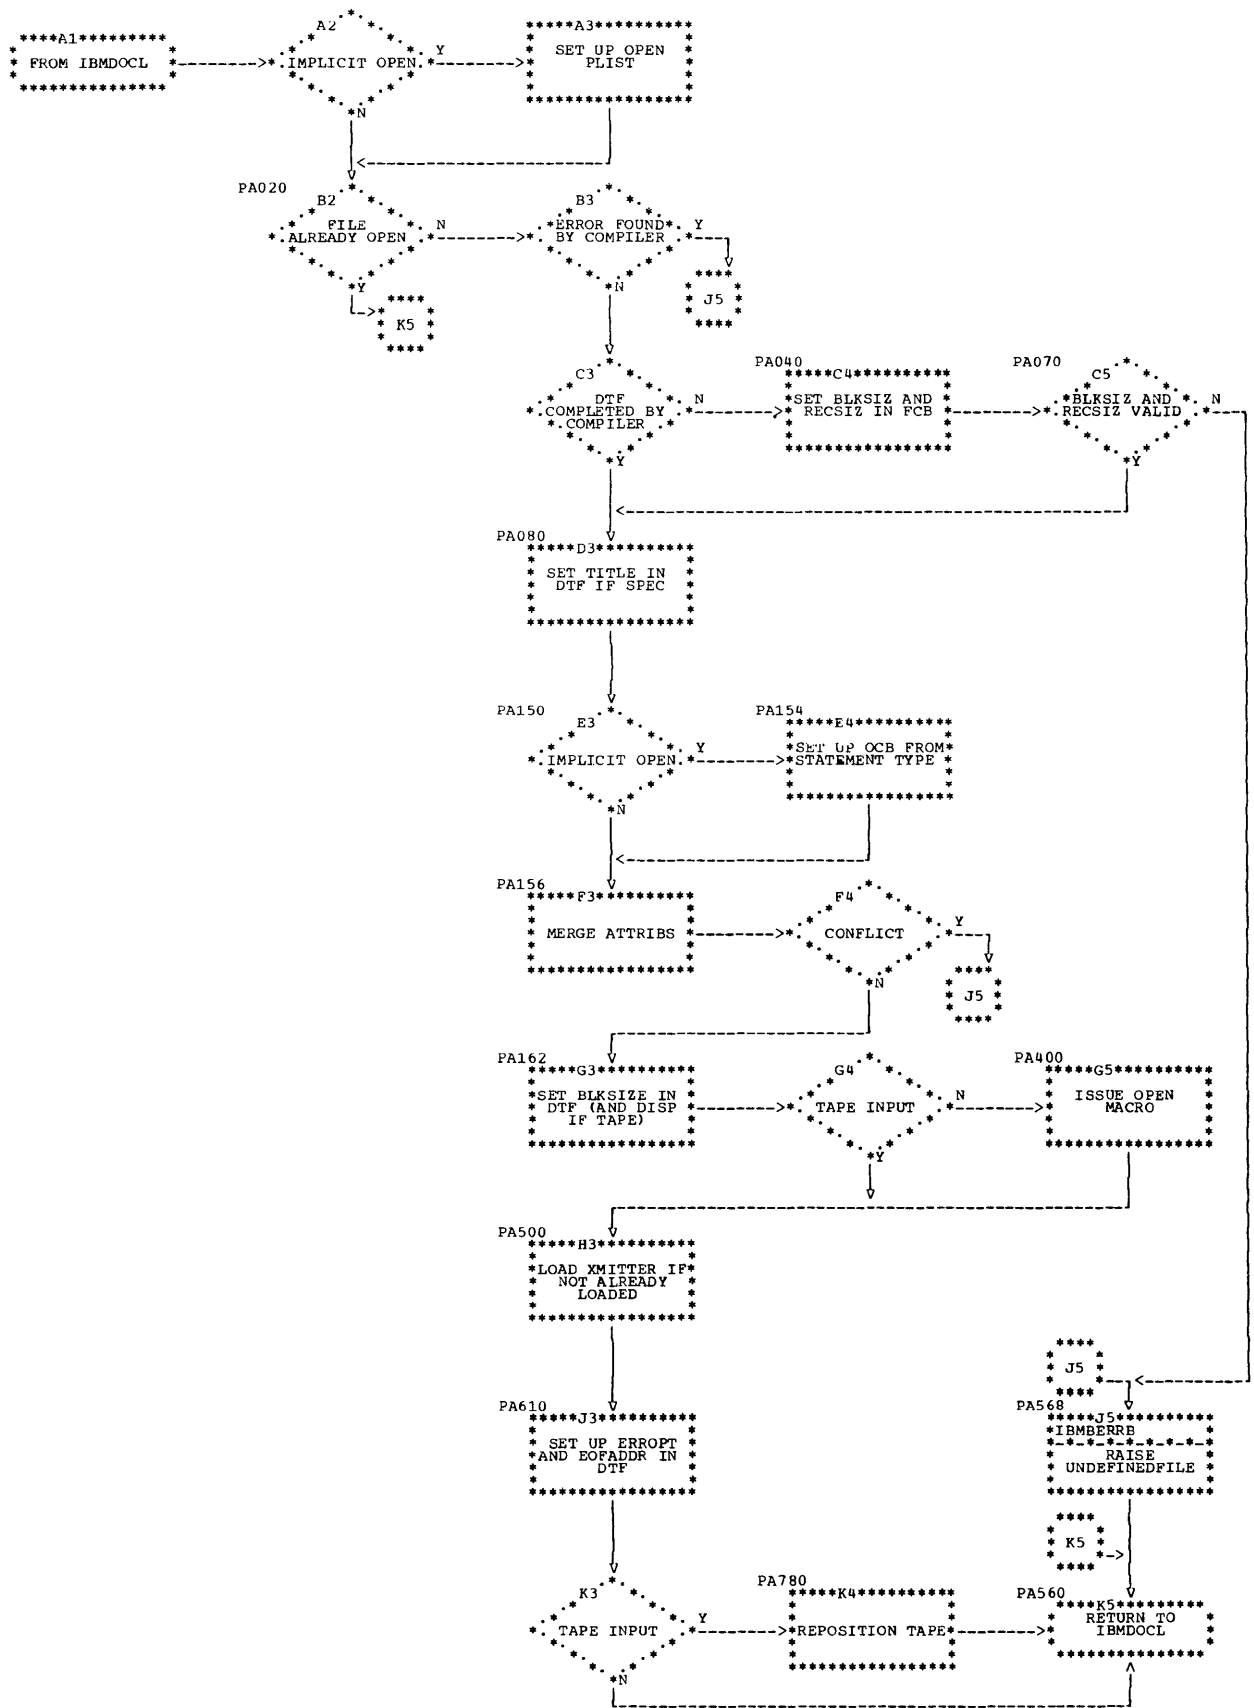 A1
FROM IBMDOCL
A2
IMPLICIT OPEN
Y
N
A3
SET UP OPEN
PLIST
PA020
B2
FILE
ALREADY OPEN
N
Y
K5
B3
ERROR FOUND
BY COMPILER
Y
N
J5
C3
DTF
COMPLETED BY
COMPILER
N
Y
PA040
C4
SET BLKSIZ AND
RECSIZ IN FCB
PA070
C5
BLKSIZ AND
RECSIZ VALID
N
Y
PA080
D3
SET TITLE IN
DTF IF SPEC
PA150
E3
IMPLICIT OPEN
Y
N
PA154
E4
SET UP OCB FROM
STATEMENT TYPE
PA156
F3
MERGE ATTRIBS
F4
CONFLICT
Y
N
J5
PA162
G3
SET BLKSIZE IN
DTF (AND DISP
IF TAPE)
G4
TAPE INPUT
N
Y
PA400
G5
ISSUE OPEN
MACRO
PA500
H3
LOAD XMITTER IF
NOT ALREADY
LOADED
J5
PA610
J3
SET UP ERROPT
AND EOFADDR IN
DTF
PA568
J5
IBMBERRB
RAISE
UNDEFINEDFILE
K5
K3
TAPE INPUT
Y
N
PA780
K4
REPOSITION TAPE
PA560
K5
RETURN TO
IBMDOCL